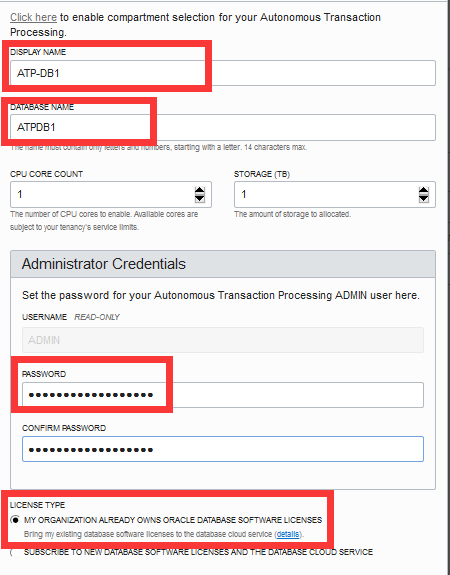 Click here to enable compartment selection for your Autonomous Transaction
Processing.
DISPLAY NAME
ATP-DB1
DATABASE NAME
ATPDB1
The name must contain only letters and numbers, starting with a letter. 14 characters max.
CPU CORE COUNT
STORAGE (TB)
1
1
The number of CPU cores to enable. Available cores are
subject to your tenancy's service limits.
The amount of storage to allocated.
Administrator Credentials
Set the password for your Autonomous Transaction Processing ADMIN user here.
USERNAME READ-ONLY
ADMIN
PASSWORD
••••••••••••••••••
CONFIRM PASSWORD
••••••••••••••••••
LICENSE TYPE
MY ORGANIZATION ALREADY OWNS ORACLE DATABASE SOFTWARE LICENSES
Bring my existing database software licenses to the database cloud service (details).
SUBSCRIBE TO NEW DATABASE SOFTWARE LICENSES AND THE DATABASE CLOUD SERVICE